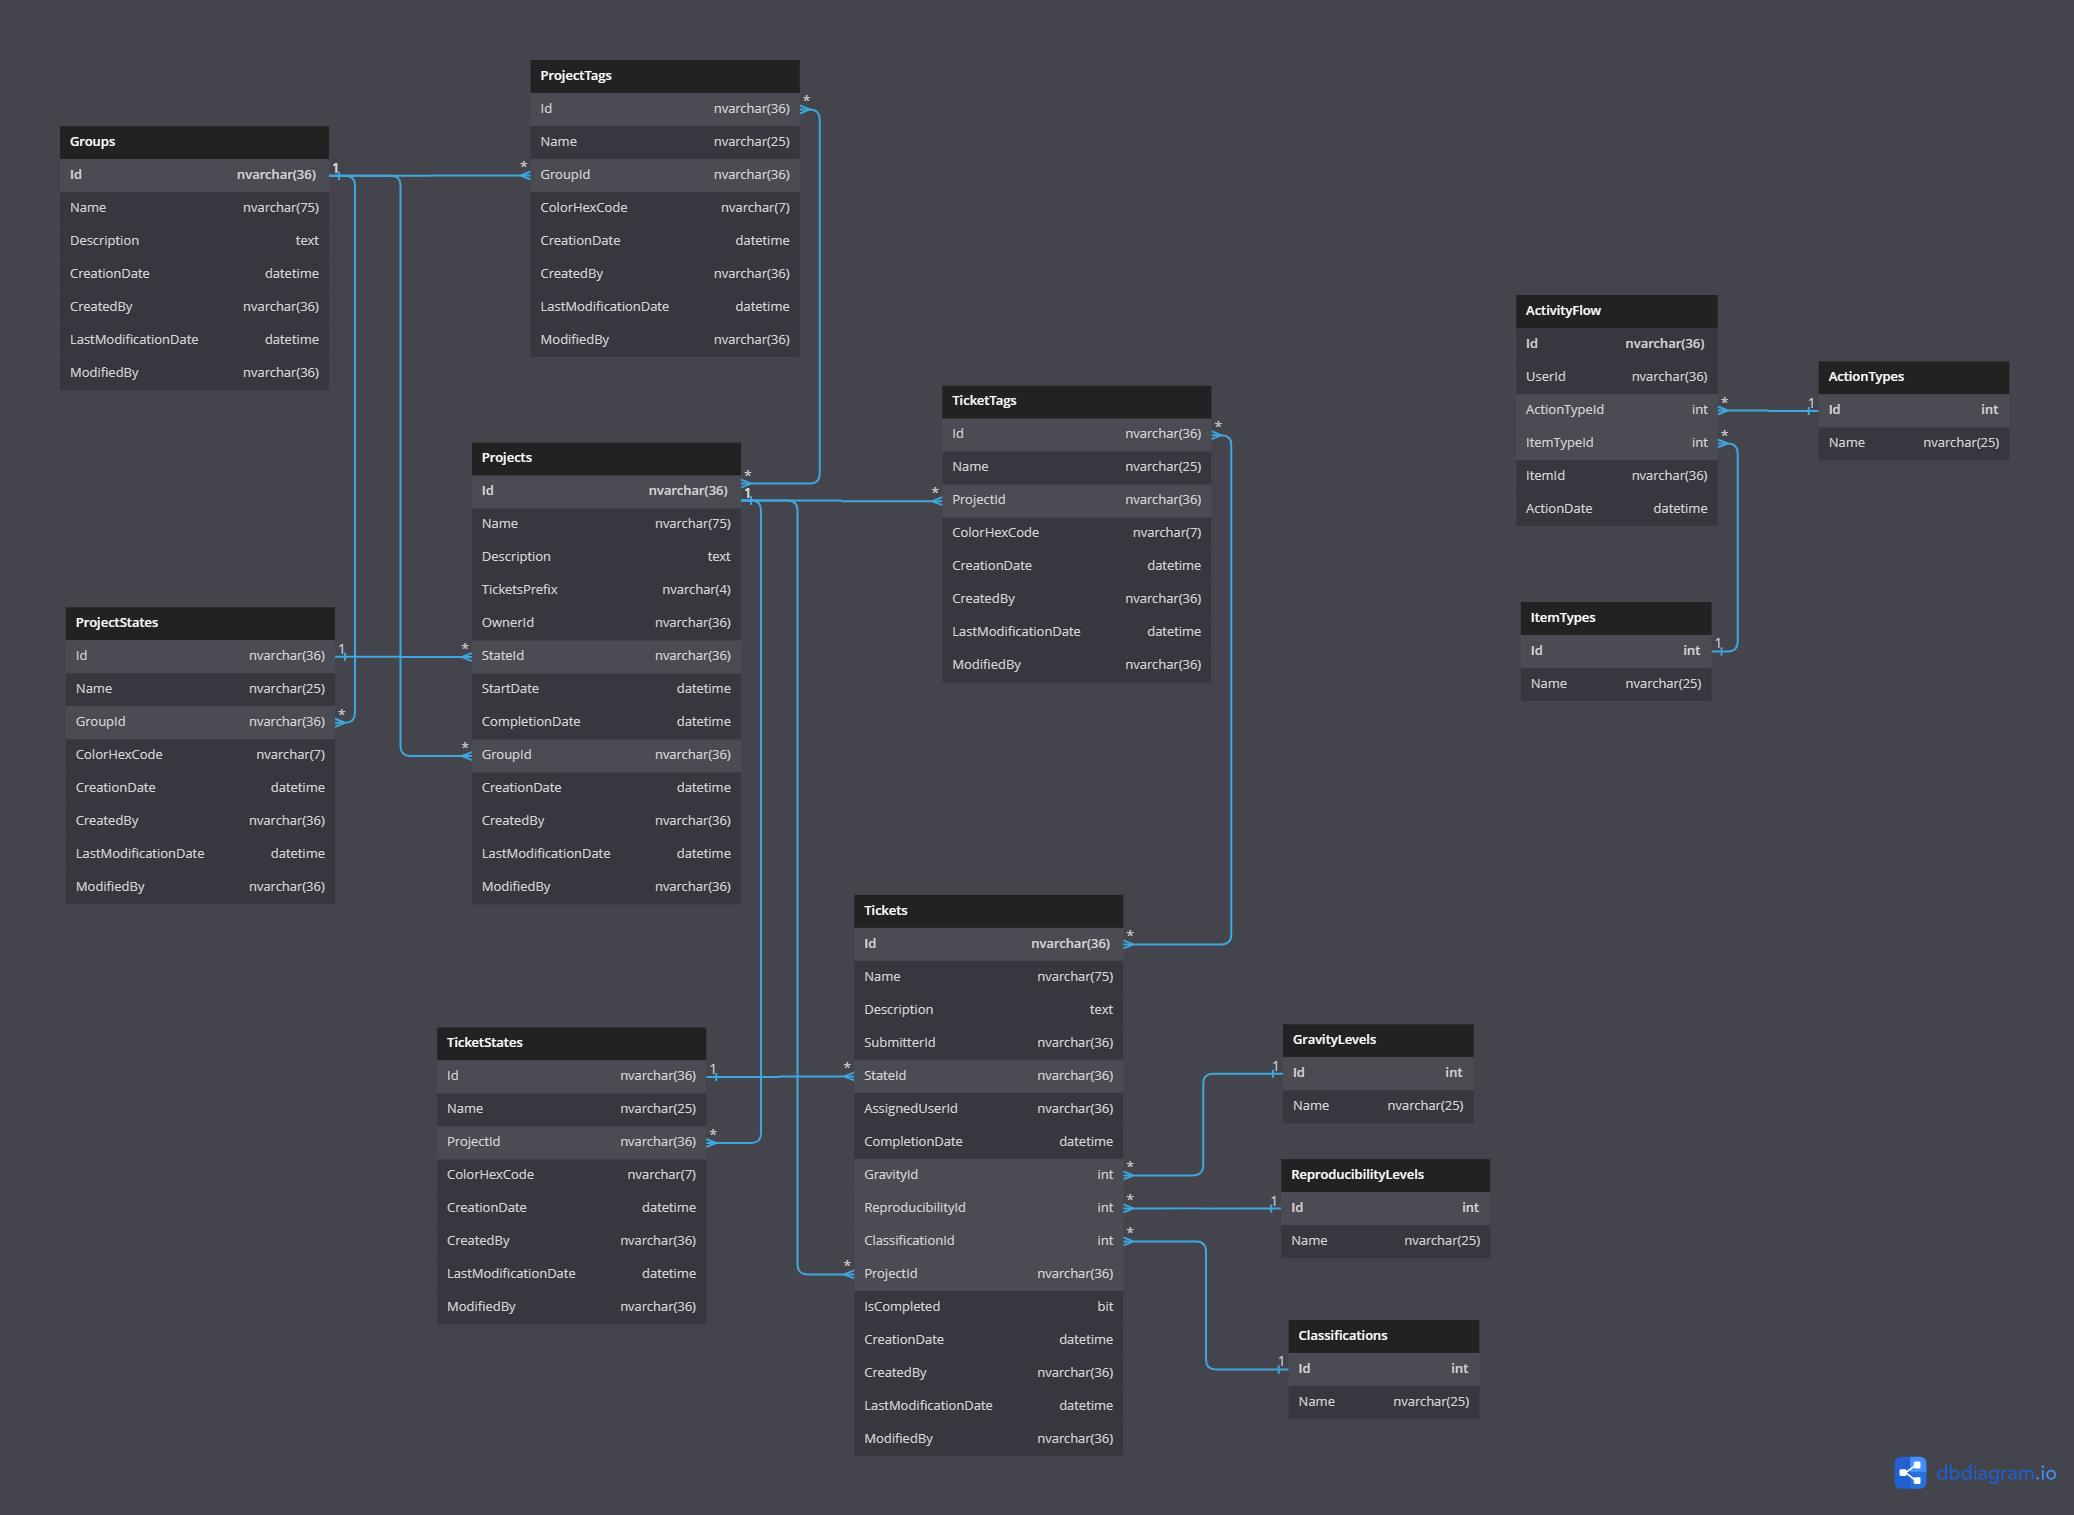 ProjectTags
Id nvarchar(36) *
Name nvarchar(25)
* GroupId nvarchar(36)
ColorHexCode nvarchar(7)
CreationDate datetime
CreatedBy nvarchar(36)
LastModificationDate datetime
ModifiedBy nvarchar(36)
Groups
Id nvarchar(36) 1
Name nvarchar(75)
Description text
CreationDate datetime
CreatedBy nvarchar(36)
LastModificationDate datetime
ModifiedBy nvarchar(36)
Projects
*
Id nvarchar(36) 1
Name nvarchar(75)
Description text
TicketsPrefix nvarchar(4)
OwnerId nvarchar(36)
* StateId nvarchar(36)
StartDate datetime
CompletionDate datetime
* GroupId nvarchar(36)
CreationDate datetime
CreatedBy nvarchar(36)
LastModificationDate datetime
ModifiedBy nvarchar(36)
ProjectStates
Id nvarchar(36) 1
Name nvarchar(25)
GroupId nvarchar(36) *
ColorHexCode nvarchar(7)
CreationDate datetime
CreatedBy nvarchar(36)
LastModificationDate datetime
ModifiedBy nvarchar(36)
TicketTags
Id nvarchar(36) *
Name nvarchar(25)
* ProjectId nvarchar(36)
ColorHexCode nvarchar(7)
CreationDate datetime
CreatedBy nvarchar(36)
LastModificationDate datetime
ModifiedBy nvarchar(36)
ActivityFlow
Id nvarchar(36)
UserId nvarchar(36)
ActionTypeId int *
ItemTypeId int *
ItemId nvarchar(36)
ActionDate datetime
ActionTypes
1 Id int
Name nvarchar(25)
ItemTypes
Id int 1
Name nvarchar(25)
Tickets
Id nvarchar(36) *
Name nvarchar(75)
Description text
SubmitterId nvarchar(36)
* StateId nvarchar(36)
AssignedUserId nvarchar(36)
CompletionDate datetime
GravityId int *
ReproducibilityId int *
ClassificationId int *
* ProjectId nvarchar(36)
IsCompleted bit
CreationDate datetime
CreatedBy nvarchar(36)
LastModificationDate datetime
ModifiedBy nvarchar(36)
TicketStates
Id nvarchar(36) 1
Name nvarchar(25)
ProjectId nvarchar(36) *
ColorHexCode nvarchar(7)
CreationDate datetime
CreatedBy nvarchar(36)
LastModificationDate datetime
ModifiedBy nvarchar(36)
GravityLevels
1 Id int
Name nvarchar(25)
ReproducibilityLevels
1 Id int
Name nvarchar(25)
Classifications
1 Id int
Name nvarchar(25)
dbdiagram.io